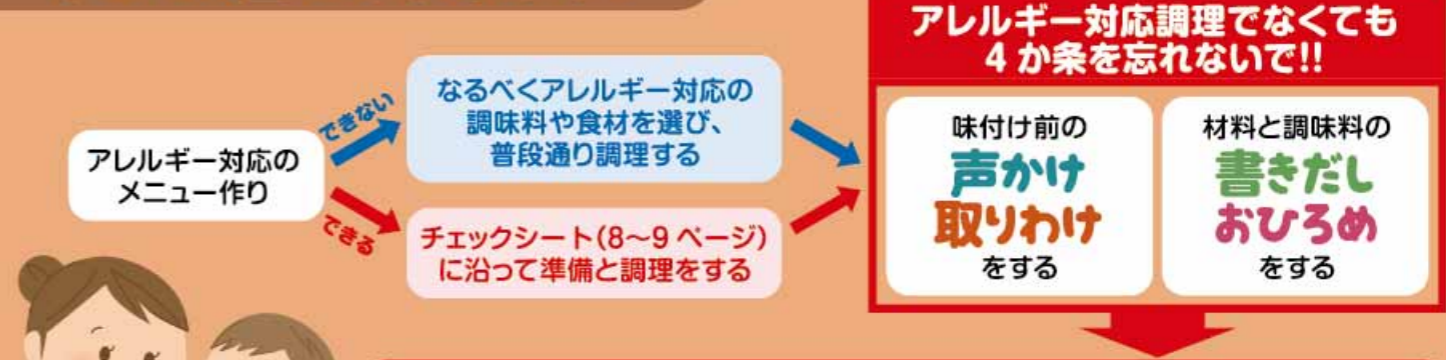 アレルギー対応の
メニュー作り
できない
なるべくアレルギー対応の
調味料や食材を選び、
普段通り調理する
できる
チェックシート(8〜9 ページ)
に沿って準備と調理をする
アレルギー対応調理でなくても
4 か条を忘れないで!!
味付け前の
声かけ
取りわけ
をする
材料と調味料の
書きだし
おひろめ
をする